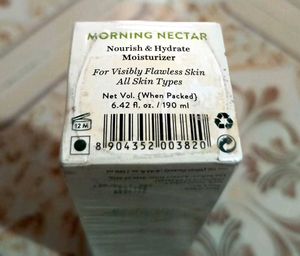 MORNING NECTAR
Nourish & Hydrate
Moisturizer
For Visibly Flawless Skin
All Skin Types
Net Vol. {When Packed}
6.42 fl. oz. / 190 ml
12 M
8 904352 003820